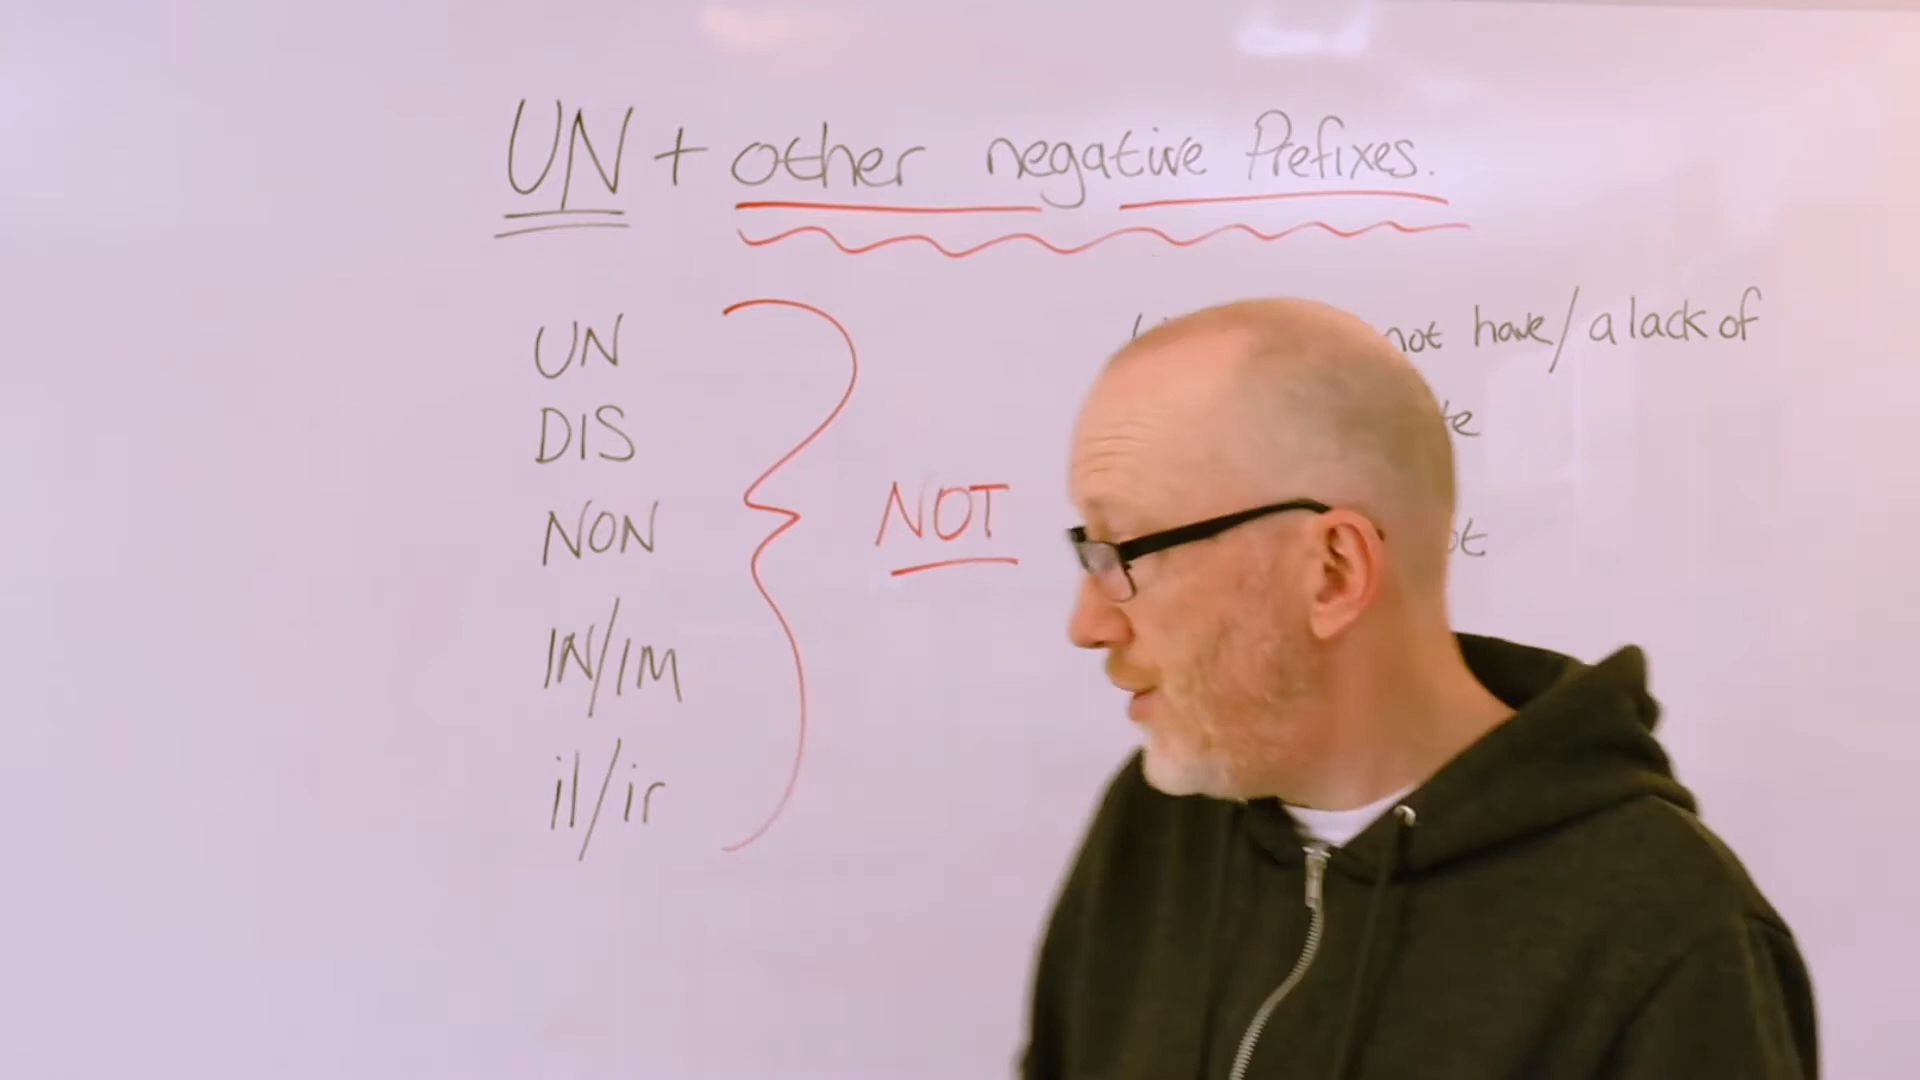 UN + other negative Prefixes.
UN
DIS
NON
IN/IM
il/ir
NOT
not have/a lack of